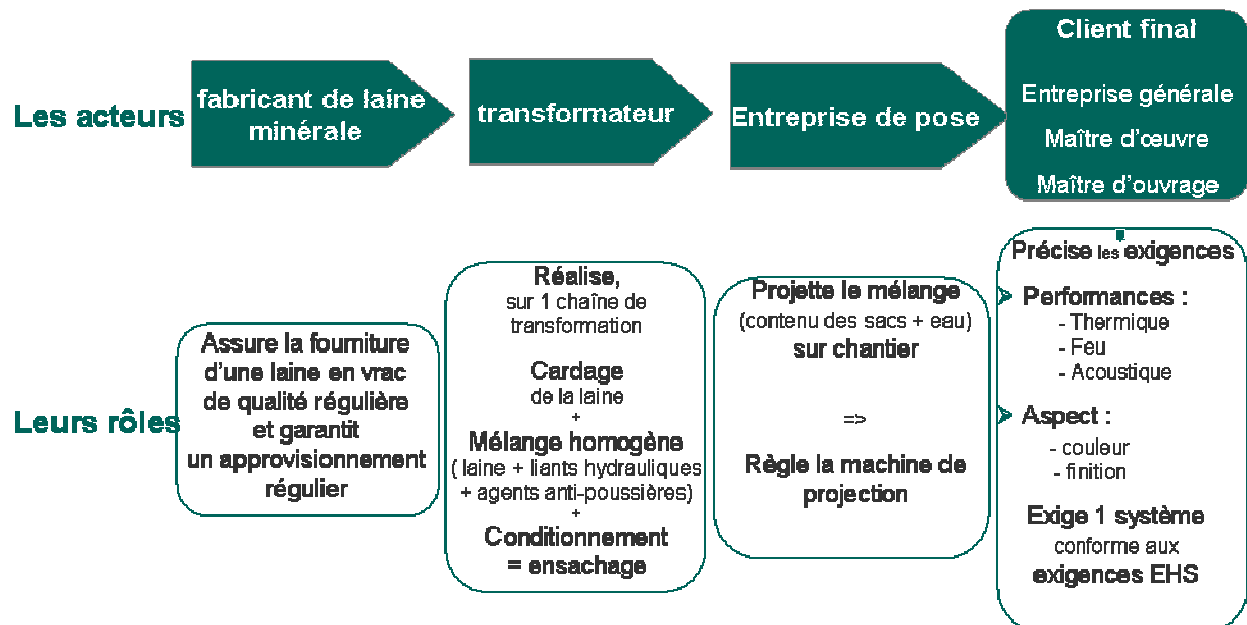 Les acteurs
fabricant de laine
minérale
transformateur
Entreprise de pose
Client final
Entreprise générale
Maître d'œuvre
Maître d'ouvrage
Leurs rôles
Assure la fourniture
d'une laine en vrac
de qualité régulière
et garantit
un approvisionnement
régulier
Réalise,
sur 1 chaîne de
transformation
Cardage
de la laine
+
Mélange homogène
( laine + liants hydrauliques
+ agents anti-poussières)
+
Conditionnement
= ensachage
Projette le mélange
(contenu des sacs + eau)
sur chantier
=>
Règle la machine de
projection
Précise les exigences
Performances :
- Thermique
- Feu
- Acoustique
Aspect :
- couleur
- finition
Exige 1 système
conforme aux
exigences EHS